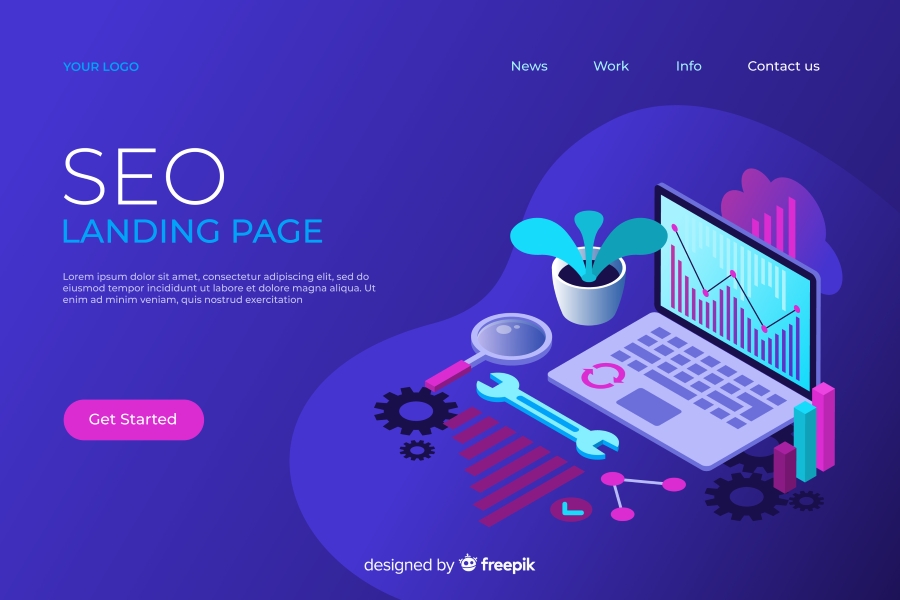 YOUR LOGO
News Work Info Contact us
SEO
LANDING PAGE
Lorem ipsum dolor sit amet, consectetur adipiscing elit, sed do
eiusmod tempor incididunt ut labore et dolore magna aliqua. Ut
enim ad minim veniam, quis nostrud exercitation
Get Started
designed by freepik